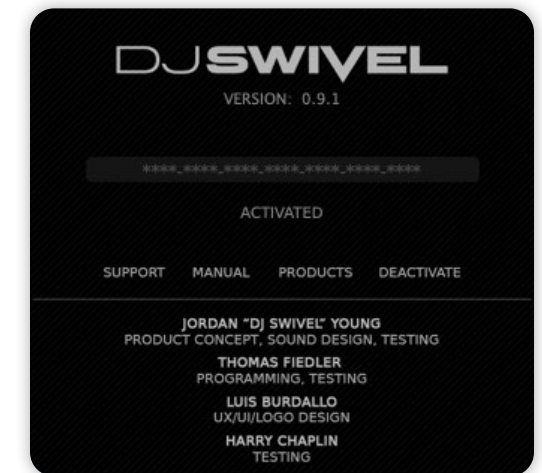 DJSWIVEL
VERSION: 0.9.1
****-****-****-****-****-****-****
ACTIVATED
SUPPORT MANUAL PRODUCTS DEACTIVATE
JORDAN "DJ SWIVEL" YOUNG
PRODUCT CONCEPT, SOUND DESIGN, TESTING
THOMAS FIEDLER
PROGRAMMING, TESTING
LUIS BURDALLO
UX/UI/LOGO DESIGN
HARRY CHAPLIN
TESTING